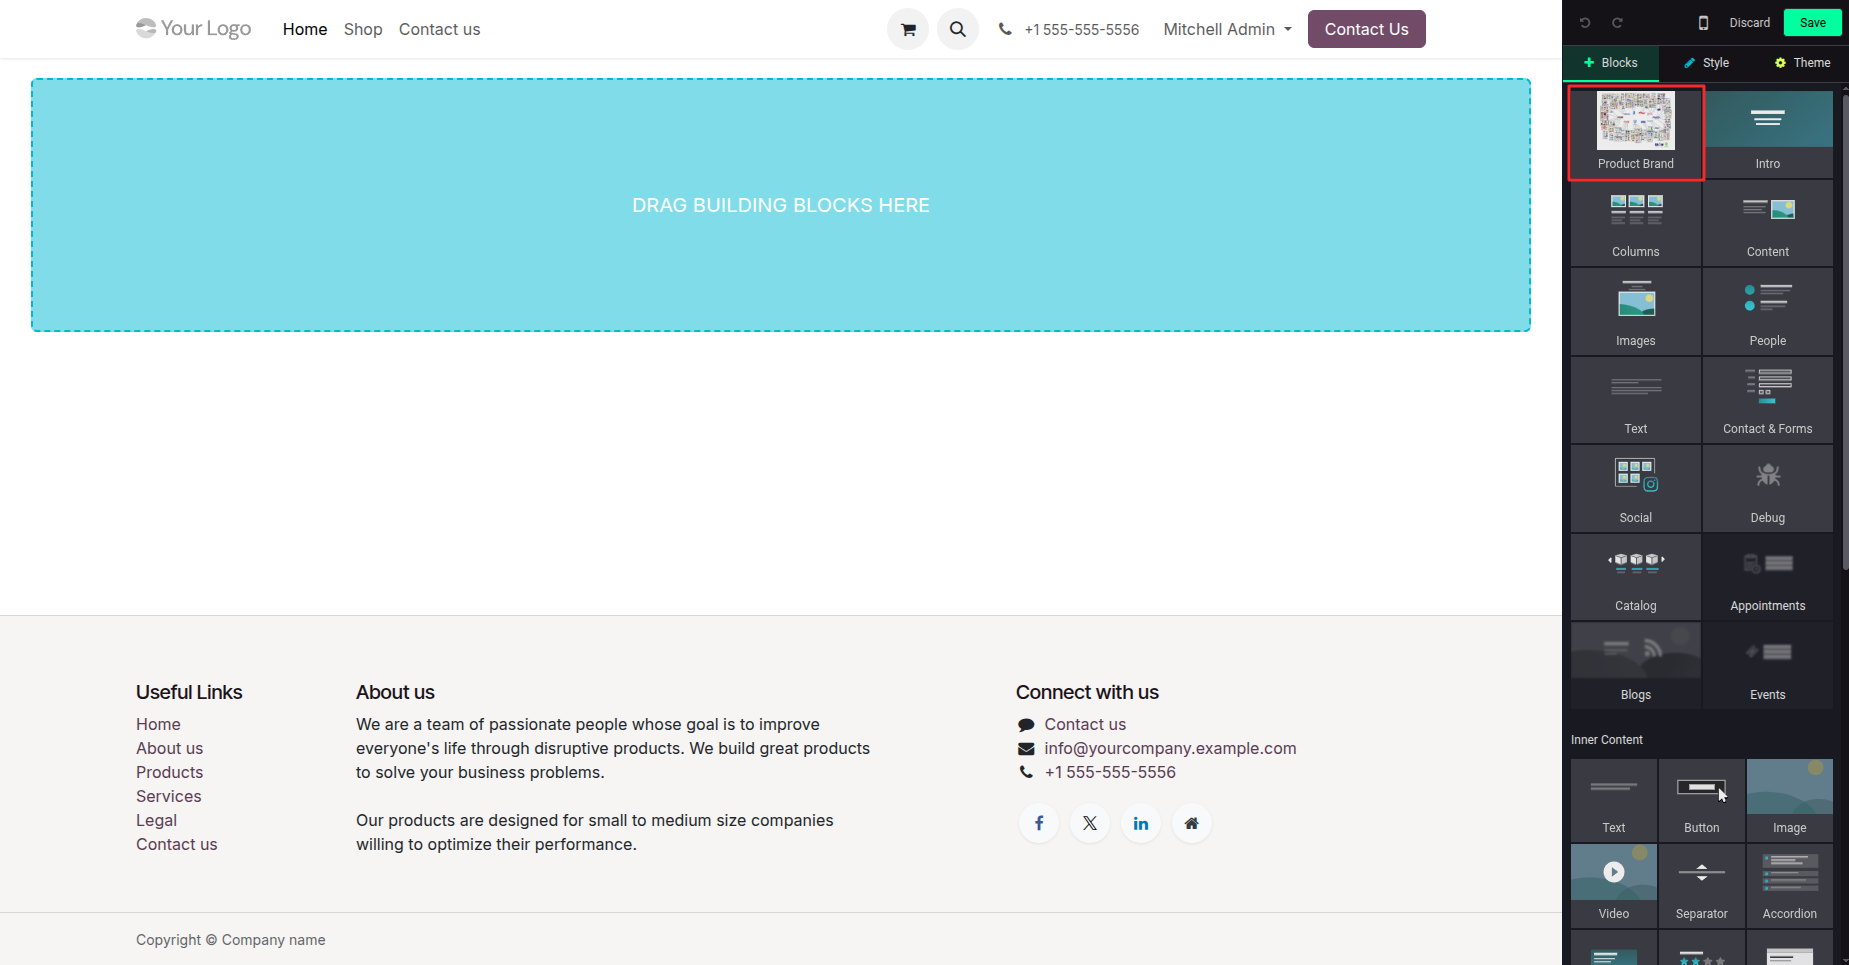 Your Logo
Home
Shop
Contact us
+1 555-555-5556
Mitchell Admin
Contact Us
Discard
Save
Blocks
Style
Theme
DRAG BUILDING BLOCKS HERE
Product Brand
Intro
Columns
Content
Images
People
Text
Contact & Forms
Social
Debug
Catalog
Appointments
Blogs
Events
Inner Content
Text
Button
Image
Video
Separator
Accordion
Useful Links
Home
About us
Products
Services
Legal
Contact us
About us
We are a team of passionate people whose goal is to improve
everyone's life through disruptive products. We build great products
to solve your business problems.
Our products are designed for small to medium size companies
willing to optimize their performance.
Connect with us
Contact us
info@yourcompany.example.com
+1 555-555-5556
Copyright © Company name